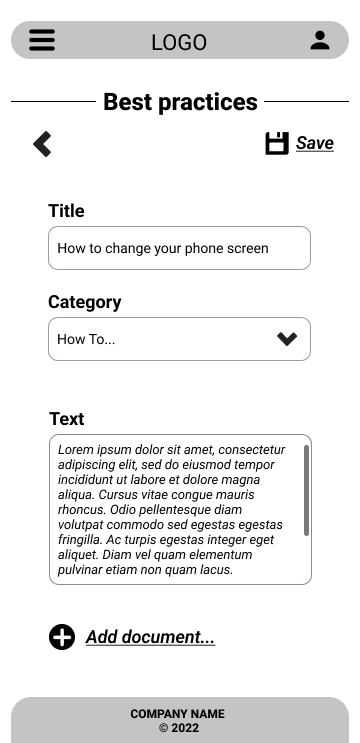 LOGO
Best practices
Save
Title
How to change your phone screen
Category
How To...
Text
Lorem ipsum dolor sit amet, consectetur
adipiscing elit, sed do eiusmod tempor
incididunt ut labore et dolore magna
aliqua. Cursus vitae congue mauris
rhoncus. Odio pellentesque diam
volutpat commodo sed egestas egestas
fringilla. Ac turpis egestas integer eget
aliquet. Diam vel quam elementum
pulvinar etiam non quam lacus.
Add document...
COMPANY NAME
© 2022